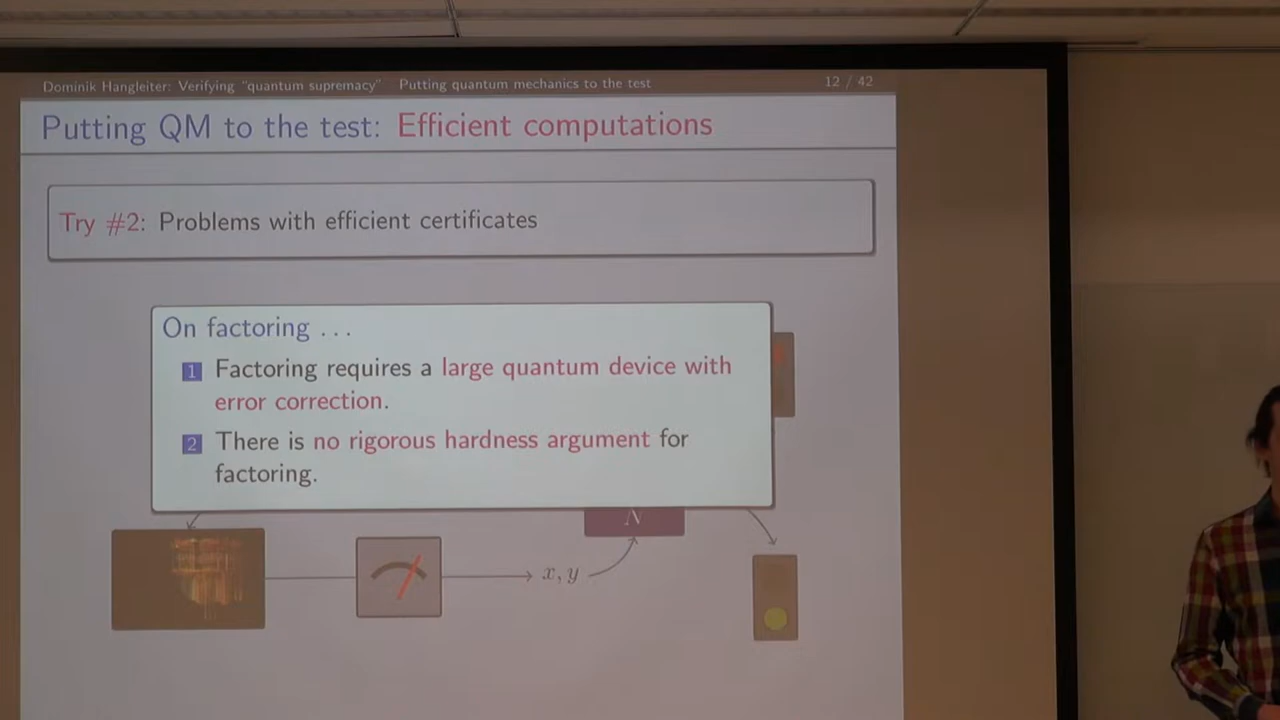 Dominik Hangleiter: Verifying "quantum supremacy" Putting quantum mechanics to the test 12 / 42
Putting QM to the test: Efficient computations
Try #2: Problems with efficient certificates
On factoring . . .
1 Factoring requires a large quantum device with
error correction.
2 There is no rigorous hardness argument for
factoring.
N
x, y